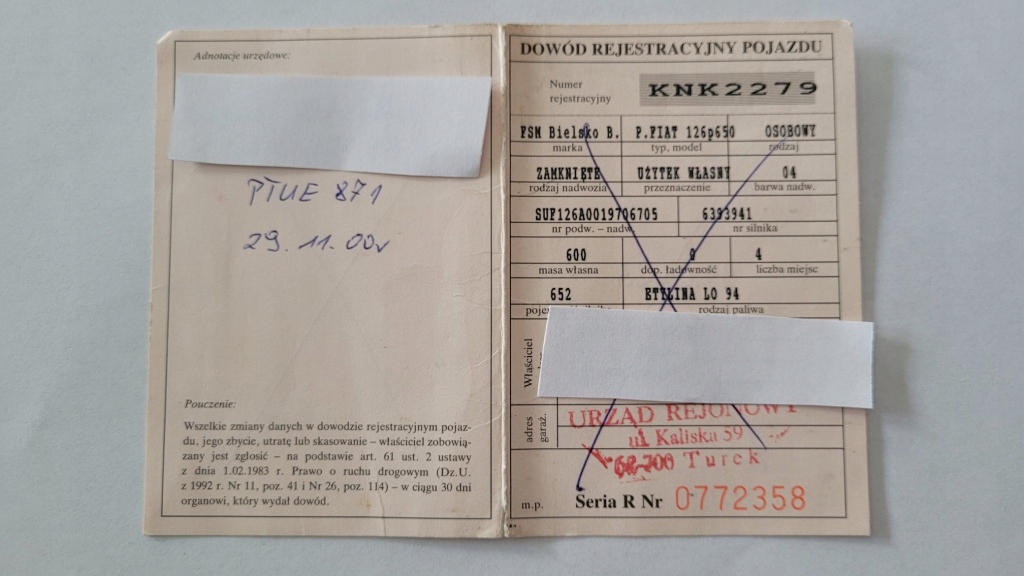 Adnotacje urzędowe:
PTUE 871
29.11.00r
Pouczenie:
Wszelkie zmiany danych w dowodzie rejestracyjnym pojaz-
du, jego zbycie, utratę lub skasowanie – właściciel zobowią-
zany jest zgłosić – na podstawie art. 61 ust. 2 ustawy
z dnia 1.02.1983 r. Prawo o ruchu drogowym (Dz.U.
z 1992 r. Nr 11, poz. 41 i Nr 26, poz. 114) – w ciągu 30 dni
organowi, który wydał dowód.
DOWÓD REJESTRACYJNY POJAZDU
Numer
rejestracyjny
KNK2279
FSM Bielsko B. P.FIAT 126p650 OSOBOWY
marka typ, model rodzaj
ZAMKNIĘTE UŻYTEK WŁASNY 04
rodzaj nadwozia przeznaczenie barwa nadw.
SUF126A0019706705 6393941
nr podw. – nadw. nr silnika
600 0 4
masa własna dop. ładowność liczba miejsc
652 ETYLINA LO 94
rodzaj paliwa
Właściciel
adres
garaż.
URZĄD REJONOWY
ul. Kaliska 59
62-700 Turek
m.p. Seria R Nr 0772358